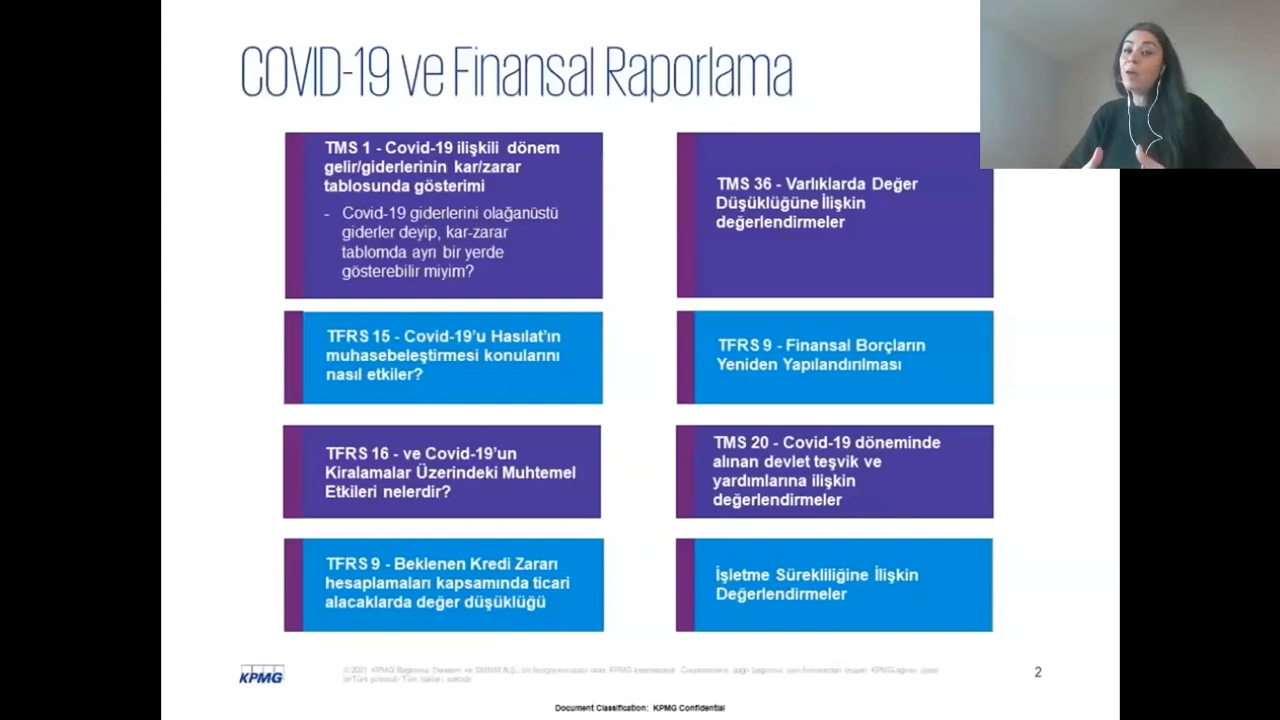 COVID-19 ve Finansal Raporlama
TMS 1 - Covid-19 ilişkili dönem
gelir/giderlerinin kar/zarar
tablosunda gösterimi
- Covid-19 giderlerini olağanüstü
giderler deyip, kar-zarar
tablomda ayrı bir yerde
gösterebilir miyim?
TMS 36 - Varlıklarda Değer
Düşüklüğüne İlişkin
değerlendirmeler
TFRS 15 - Covid-19'u Hasılat'ın
muhasebeleştirmesi konularını
nasıl etkiler?
TFRS 9 - Finansal Borçların
Yeniden Yapılandırılması
TFRS 16 - ve Covid-19'un
Kiralamalar Üzerindeki Muhtemel
Etkileri nelerdir?
TMS 20 - Covid-19 döneminde
alınan devlet teşvik ve
yardımlarına ilişkin
değerlendirmeler
TFRS 9 - Beklenen Kredi Zararı
hesaplamaları kapsamında ticari
alacaklarda değer düşüklüğü
İşletme Sürekliliğine İlişkin
Değerlendirmeler
KPMG
2
Document Classification: KPMG Confidential